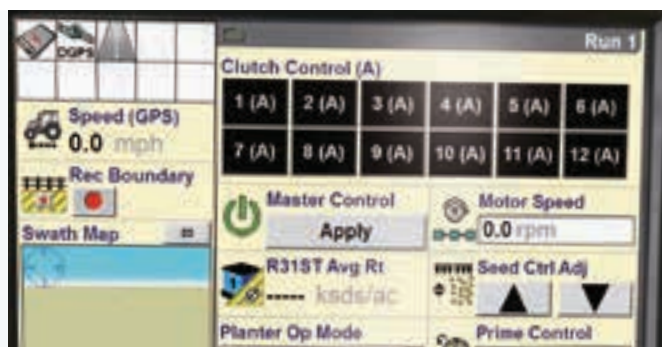 DGPS
Run 1
Clutch Control (A)
1 (A) 2 (A) 3 (A) 4 (A) 5 (A) 6 (A)
7 (A) 8 (A) 9 (A) 10 (A) 11 (A) 12 (A)
Speed (GPS)
0.0 mph
Rec Boundary
Swath Map
Master Control
Apply
Motor Speed
0.0 rpm
R31ST Avg Rt
1
----- ksds/ac
Seed Ctrl Adj
Planter Op Mode
Prime Control